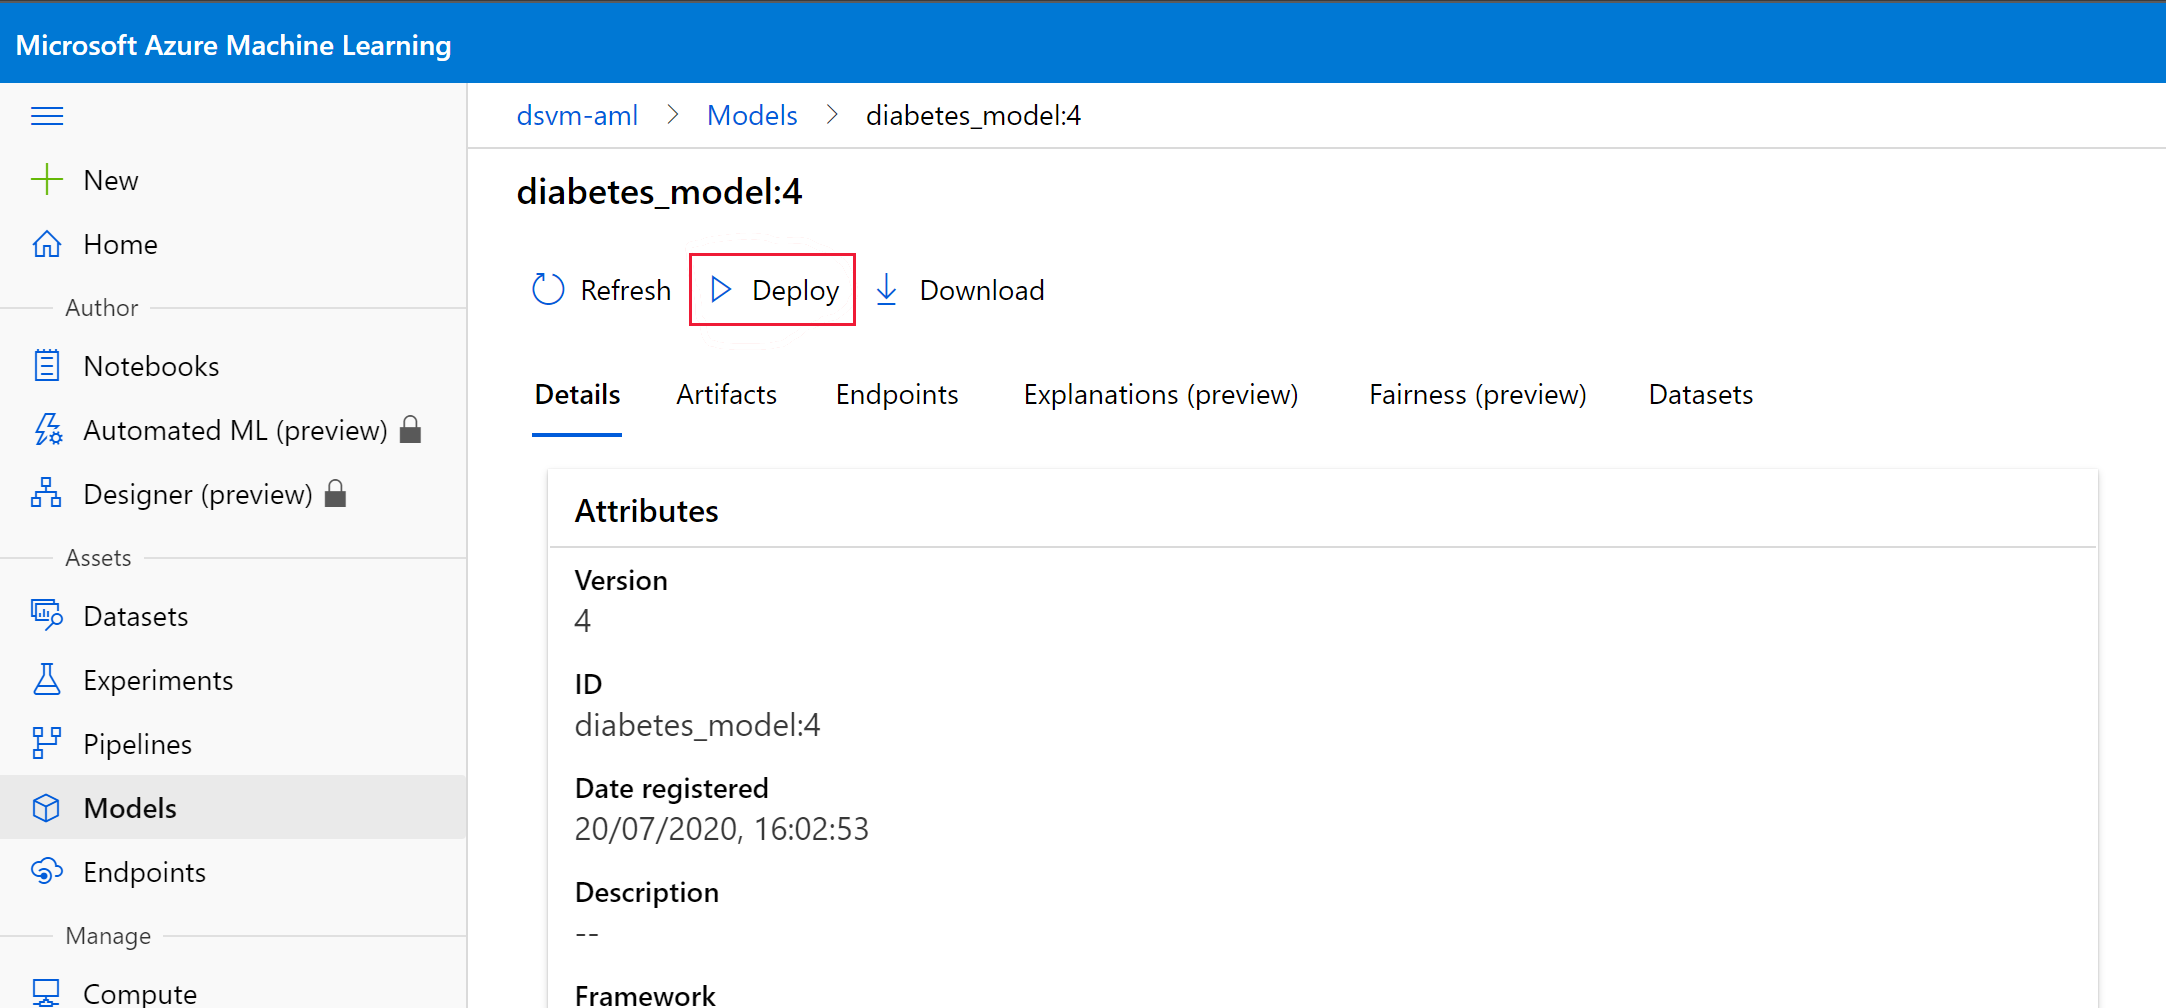 Microsoft Azure Machine Learning
New
Home
Author
Notebooks
Automated ML (preview)
Designer (preview)
Assets
Datasets
Experiments
Pipelines
Models
Endpoints
Manage
Compute
dsvm-aml > Models > diabetes_model:4
diabetes_model:4
Refresh Deploy Download
Details Artifacts Endpoints Explanations (preview) Fairness (preview) Datasets
Attributes
Version
4
ID
diabetes_model:4
Date registered
20/07/2020, 16:02:53
Description
--
Framework